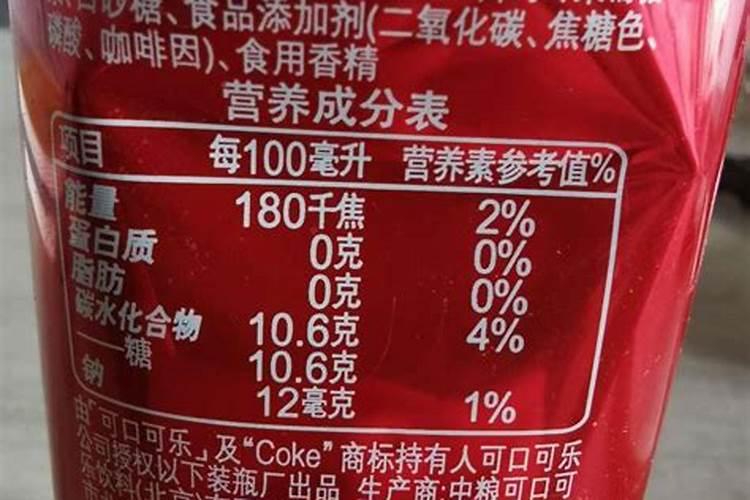 白砂糖、食品添加剂(二氧化碳、焦糖色、
磷酸、咖啡因)、食用香精
营养成分表
项目 每100毫升 营养素参考值%
能量 180千焦 2%
蛋白质 0克 0%
脂肪 0克 0%
碳水化合物 10.6克 4%
——糖 10.6克
钠 12毫克 1%
由「可口可乐」及“Coke”商标持有人可口可乐
公司授权以下装瓶厂出品 生产商:中粮可口可
乐饮料(北京)